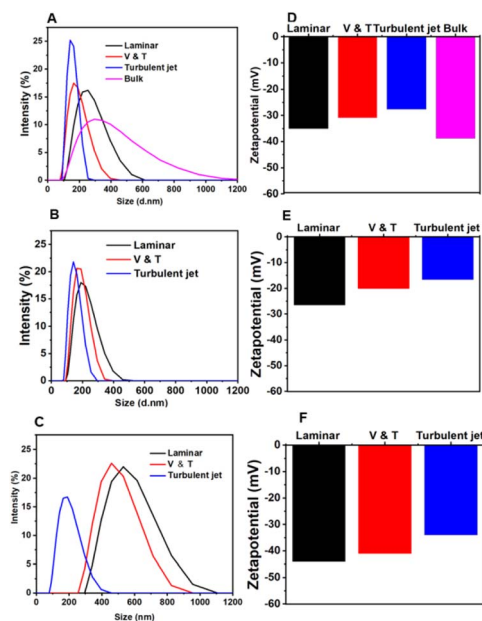 A
Laminar
V & T
Turbulent jet
Bulk
Intensity (%)
25
20
15
10
5
0
0 200 400 600 800 1000 1200
Size (d.nm)
D
Laminar V & T Turbulent jet Bulk
Zetapotential (mV)
0
-10
-20
-30
-40
-50
-60
B
Laminar
V & T
Turbulent jet
Intensity (%)
25
20
15
10
5
0
0 200 400 600 800 1000 1200
Size (d.nm)
E
Laminar V & T Turbulent jet
Zetapotential (mV)
0
-10
-20
-30
-40
-50
-60
C
Laminar
V & T
Turbulent jet
Intensity (%)
25
20
15
10
5
0
0 200 400 600 800 1000 1200
Size (nm)
F
Laminar V & T Turbulent jet
Zetapotential (mV)
0
-10
-20
-30
-40
-50
-60